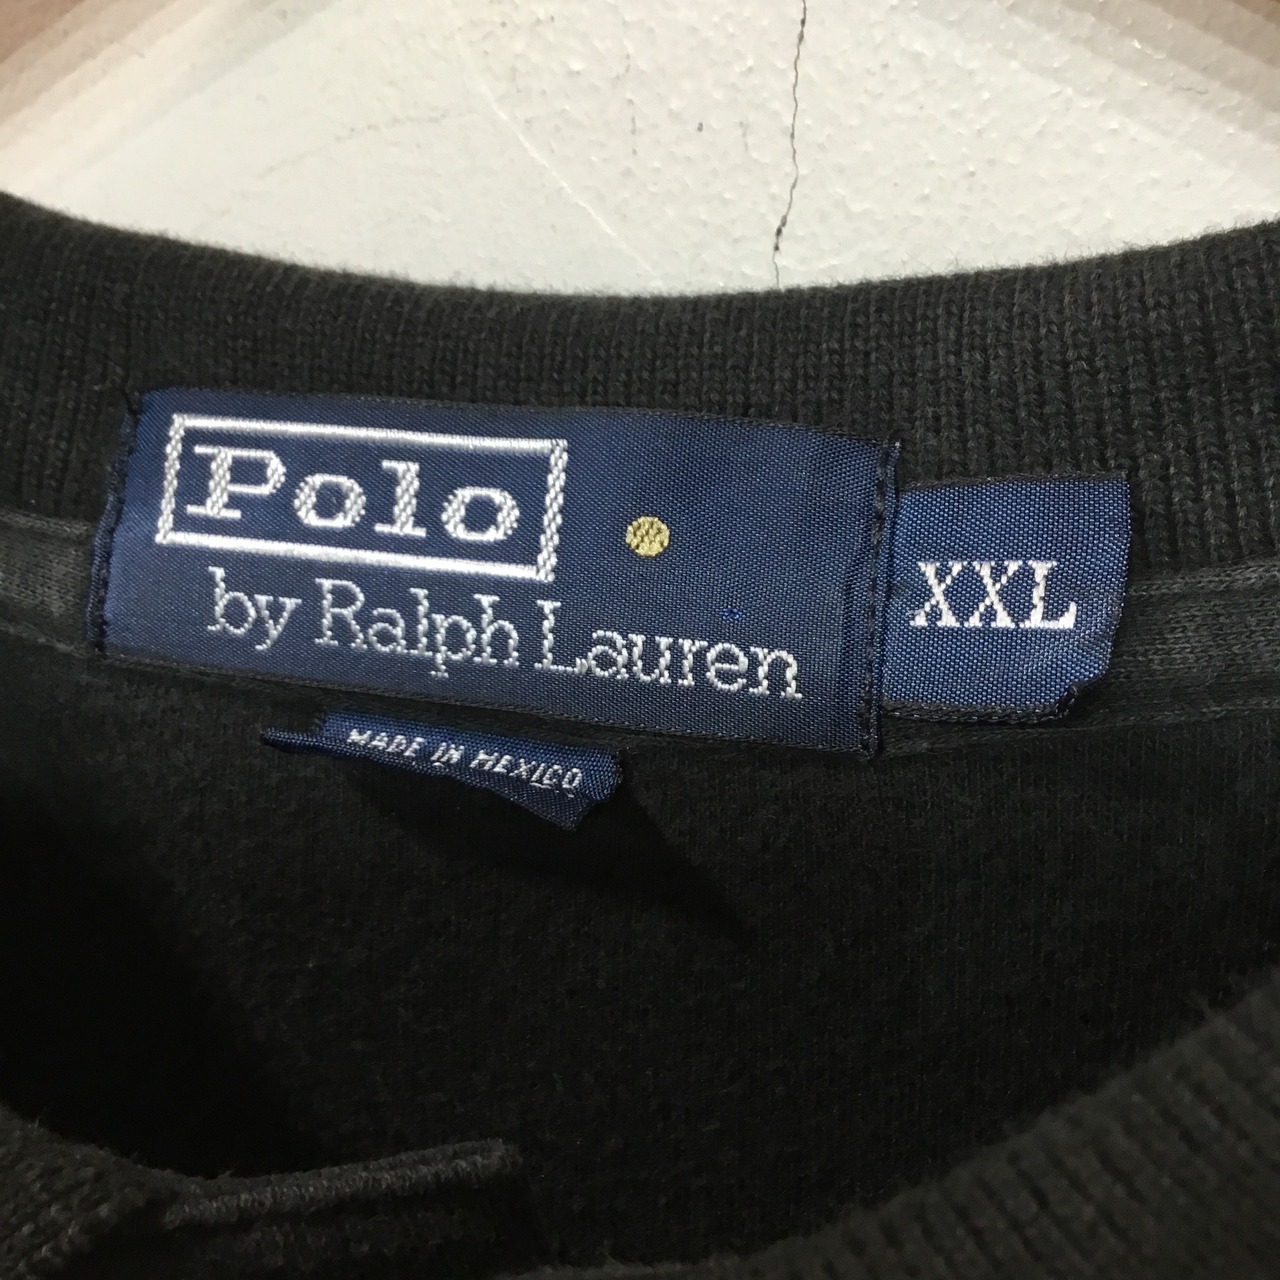 Polo
by Ralph Lauren
XXL
MADE IN MEXICO